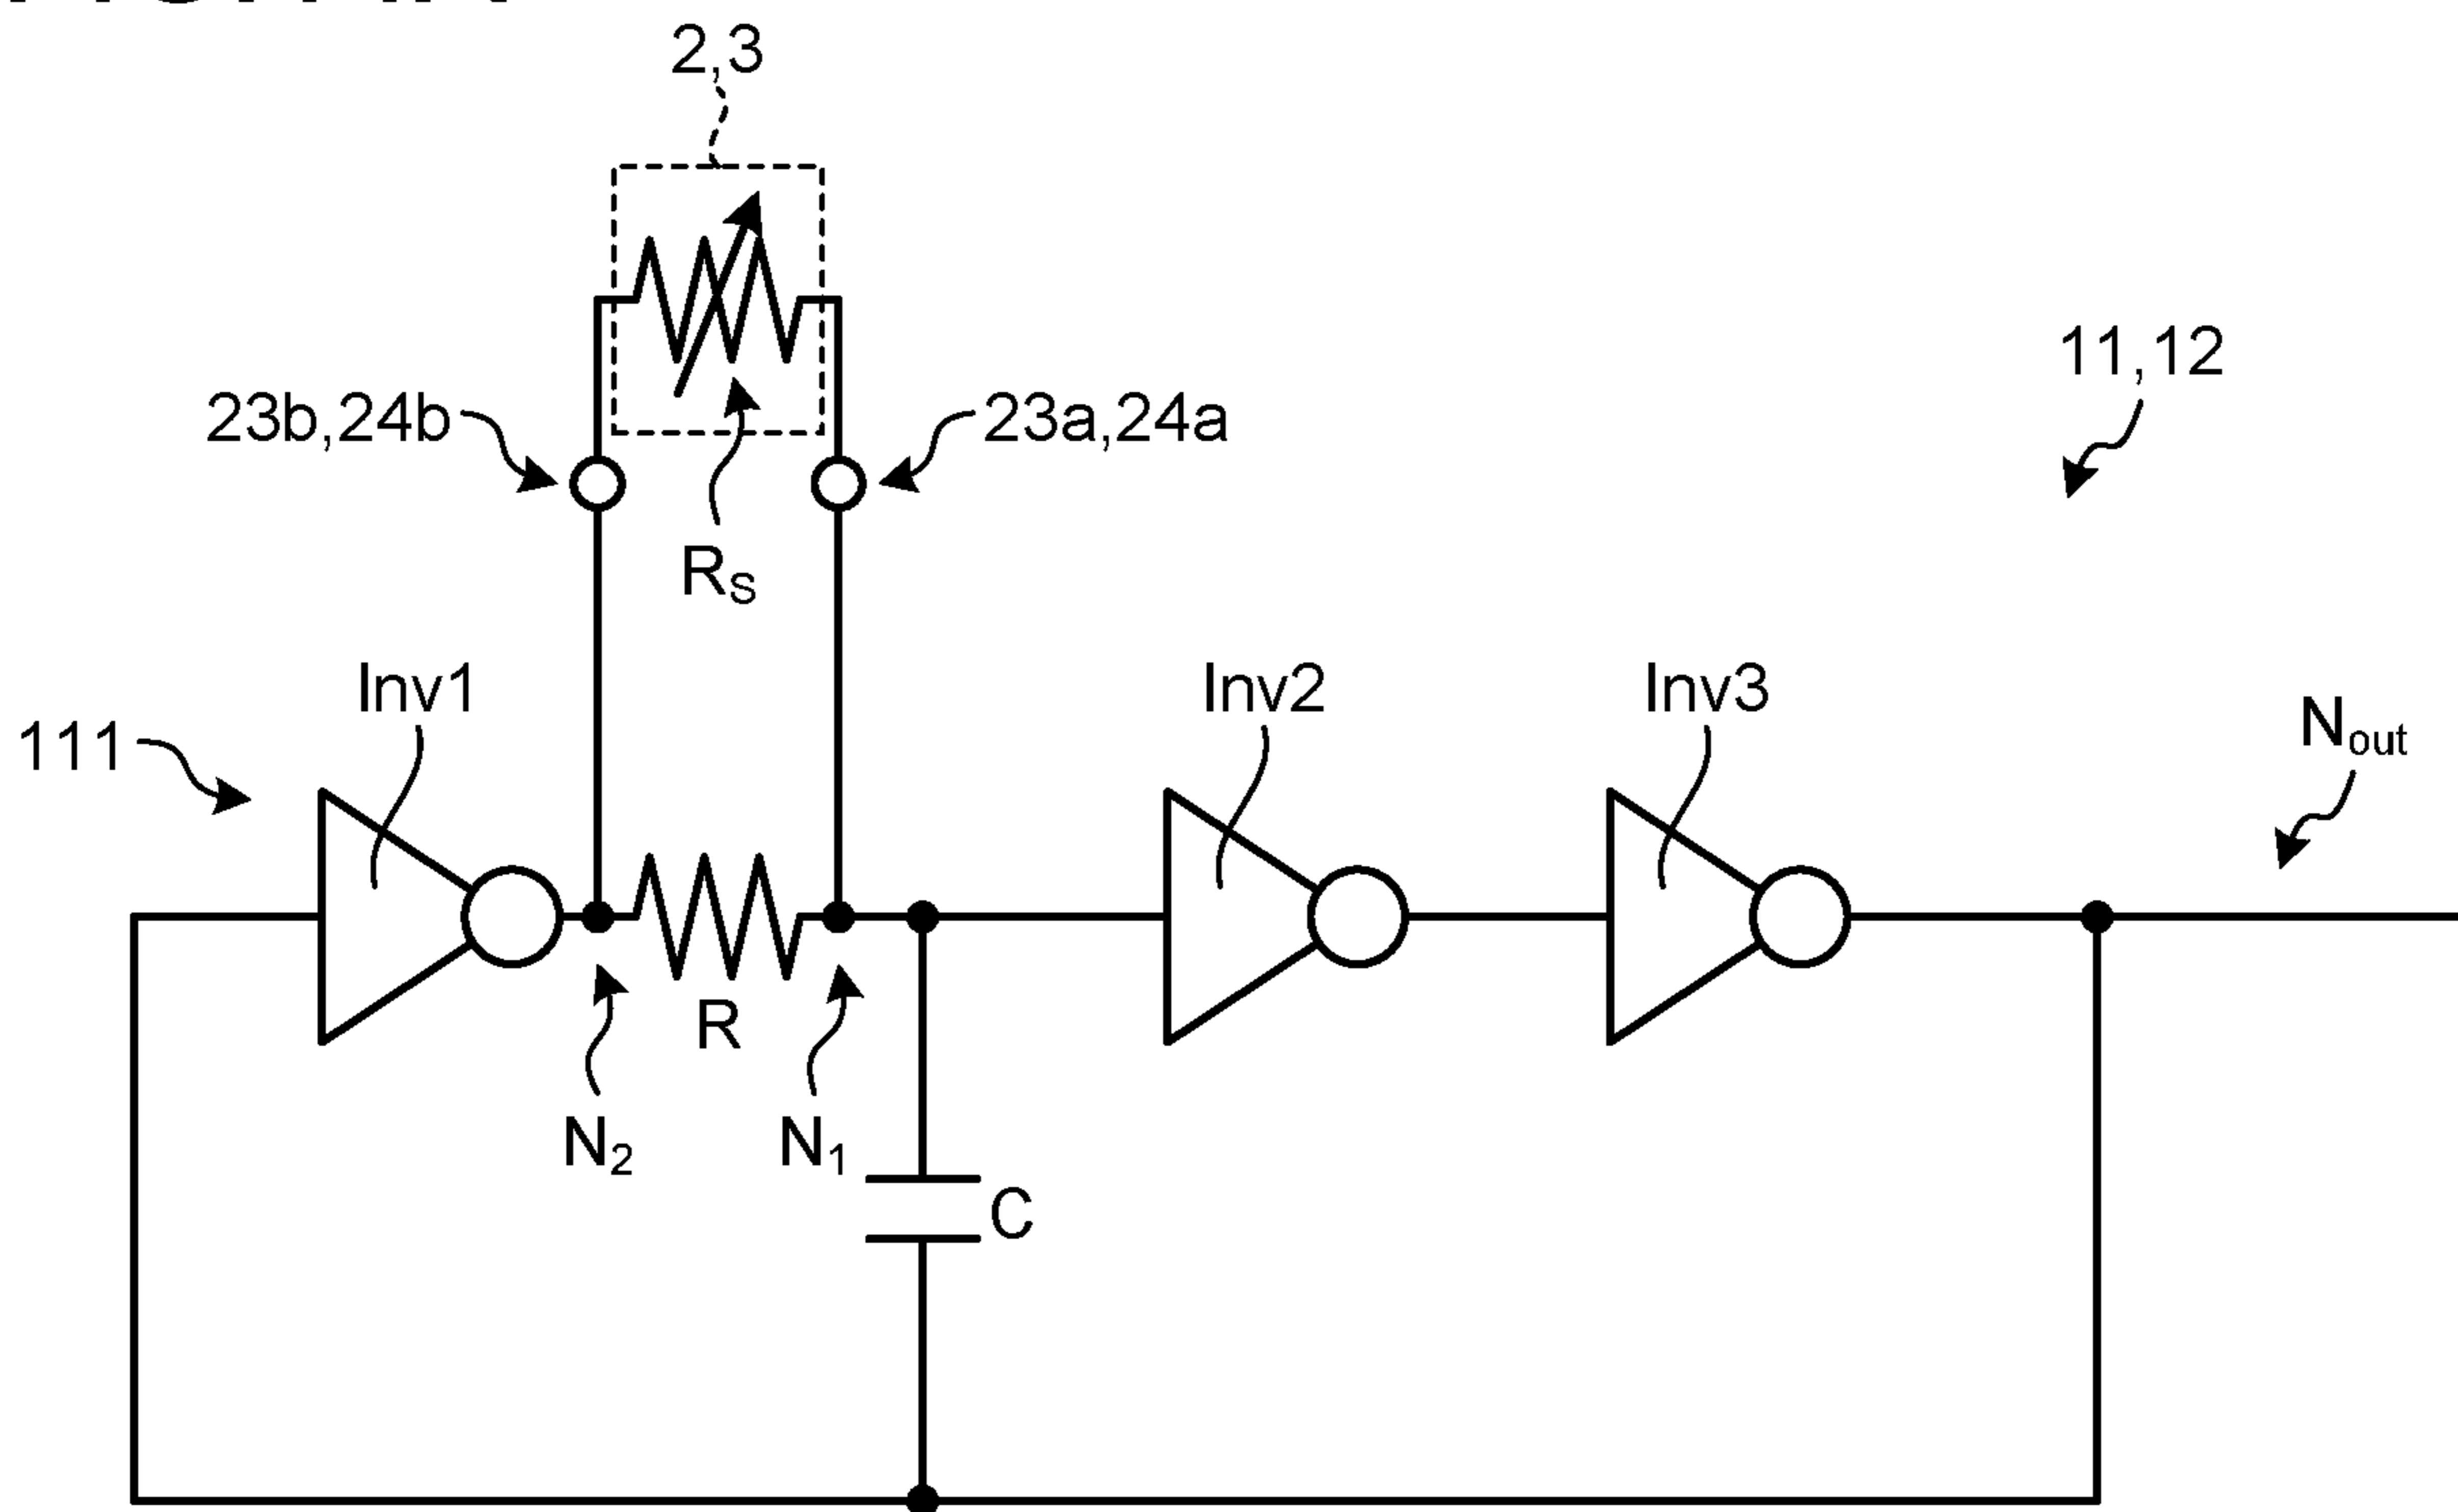 2,3
11,12
23b,24b
23a,24a
RS
Inv1
Inv2
Inv3
111
Nout
R
N2
N1
C